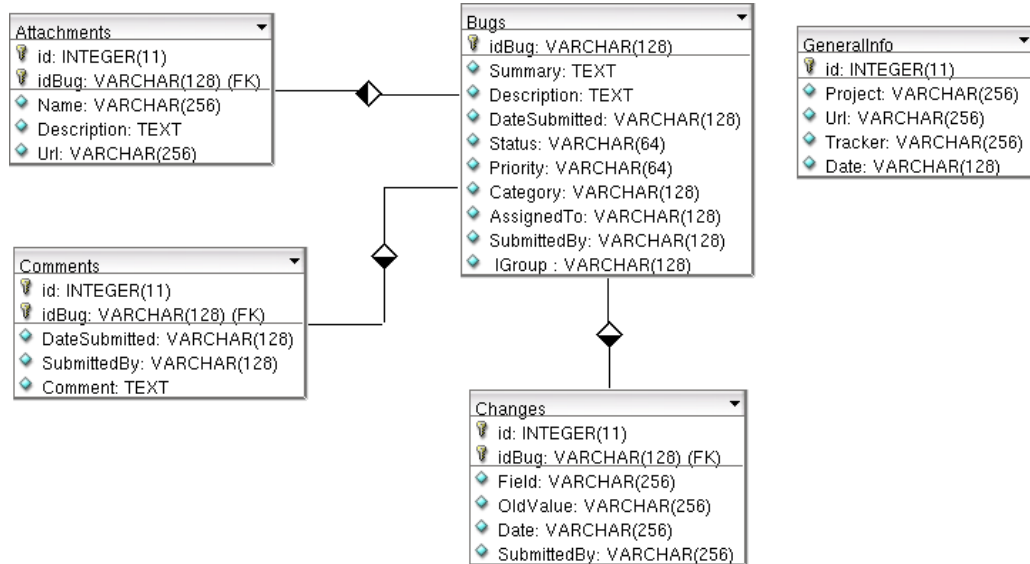 Attachments
id: INTEGER(11)
idBug: VARCHAR(128) (FK)
Name: VARCHAR(256)
Description: TEXT
Url: VARCHAR(256)
Bugs
idBug: VARCHAR(128)
Summary: TEXT
Description: TEXT
DateSubmitted: VARCHAR(128)
Status: VARCHAR(64)
Priority: VARCHAR(64)
Category: VARCHAR(128)
AssignedTo: VARCHAR(128)
SubmittedBy: VARCHAR(128)
IGroup : VARCHAR(128)
GeneralInfo
id: INTEGER(11)
Project: VARCHAR(256)
Url: VARCHAR(256)
Tracker: VARCHAR(256)
Date: VARCHAR(128)
Comments
id: INTEGER(11)
idBug: VARCHAR(128) (FK)
DateSubmitted: VARCHAR(128)
SubmittedBy: VARCHAR(128)
Comment: TEXT
Changes
id: INTEGER(11)
idBug: VARCHAR(128) (FK)
Field: VARCHAR(256)
OldValue: VARCHAR(256)
Date: VARCHAR(256)
SubmittedBy: VARCHAR(256)